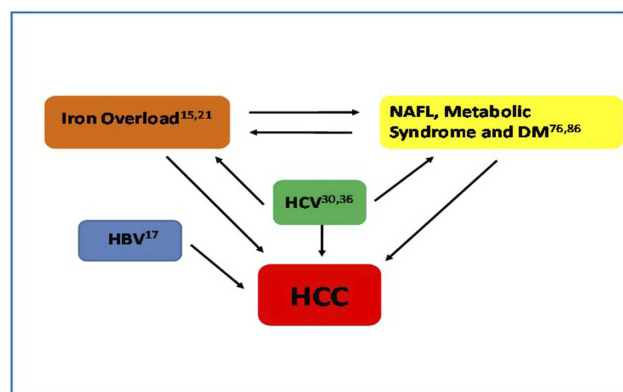 Iron Overload15,21
NAFL, Metabolic
Syndrome and DM76,86
HCV30,36
HBV17
HCC